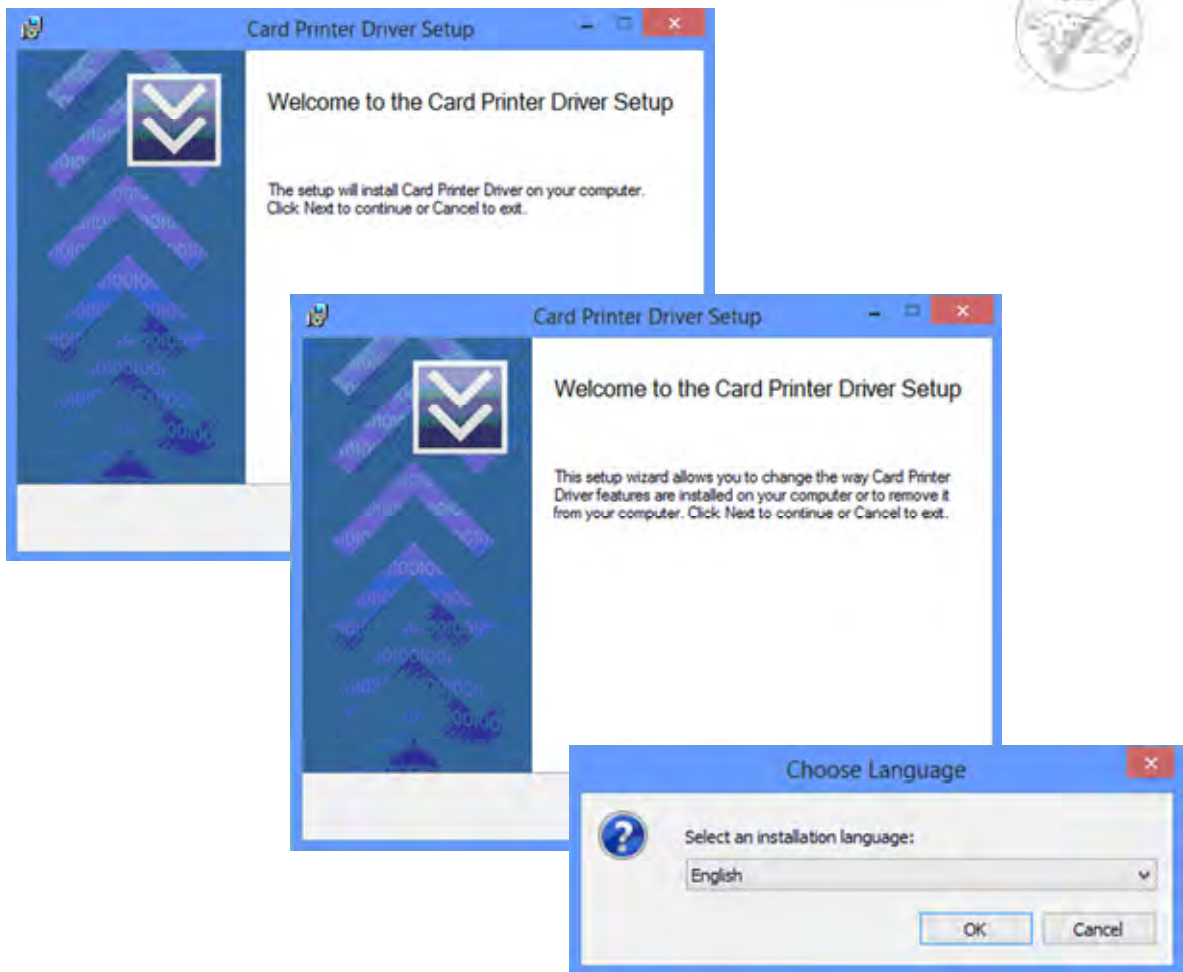 Card Printer Driver Setup
Welcome to the Card Printer Driver Setup
The setup will install Card Printer Driver on your computer.
Click Next to continue or Cancel to exit.
Card Printer Driver Setup
Welcome to the Card Printer Driver Setup
This setup wizard allows you to change the way Card Printer
Driver features are installed on your computer or to remove it
from your computer. Click Next to continue or Cancel to exit.
Choose Language
Select an installation language:
English
OK
Cancel